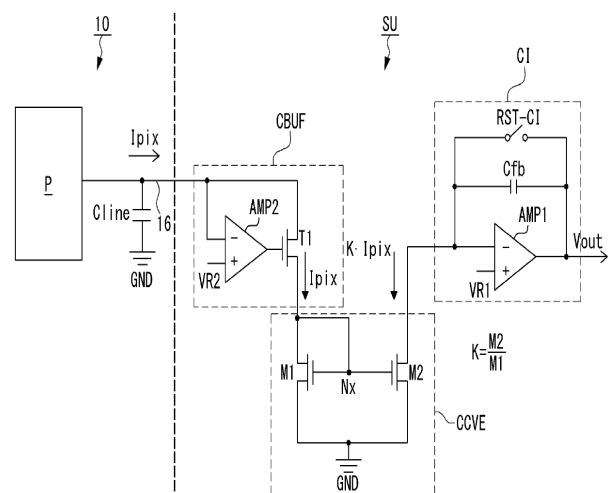 10
SU
CI
RST-CI
Cfb
CBUF
Ipix
AMP2
AMP1
P
Cline
16
T1
K· Ipix
Vout
VR2
Ipix
VR1
GND
M1
Nx
M2
K=M2/M1
CCVE
GND